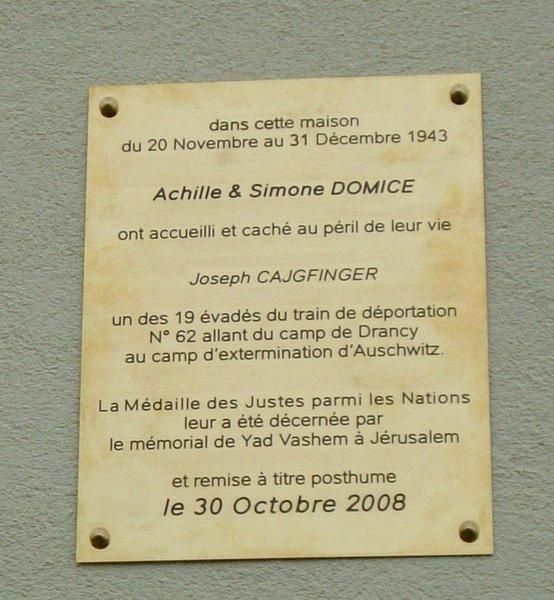 dans cette maison
du 20 Novembre au 31 Décembre 1943
Achille & Simone DOMICE
ont accueilli et caché au péril de leur vie
Joseph CAJGFINGER
un des 19 évadés du train de déportation
N° 62 allant du camp de Drancy
au camp d'extermination d'Auschwitz.
La Médaille des Justes parmi les Nations
leur a été décernée par
le mémorial de Yad Vashem à Jérusalem
et remise à titre posthume
le 30 Octobre 2008